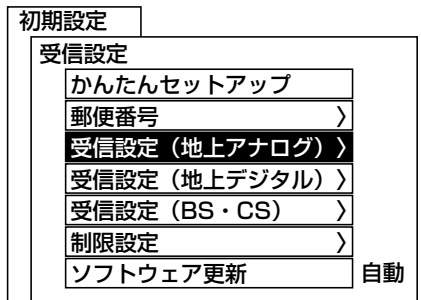 初期設定
受信設定
かんたんセットアップ
郵便番号 〉
受信設定（地上アナログ）〉
受信設定（地上デジタル）〉
受信設定（BS・CS） 〉
制限設定 〉
ソフトウェア更新 自動